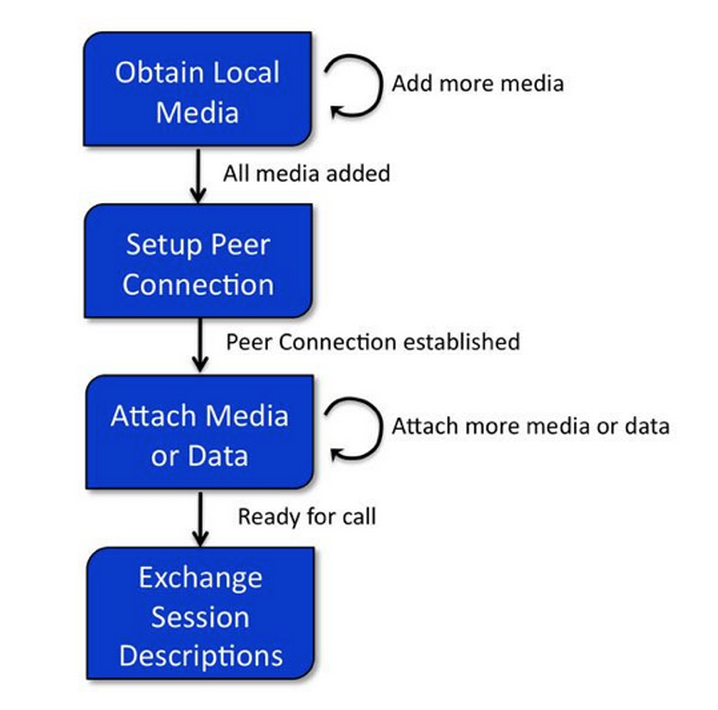 Obtain Local
Media
Add more media
All media added
Setup Peer
Connection
Peer Connection established
Attach Media
or Data
Attach more media or data
Ready for call
Exchange
Session
Descriptions